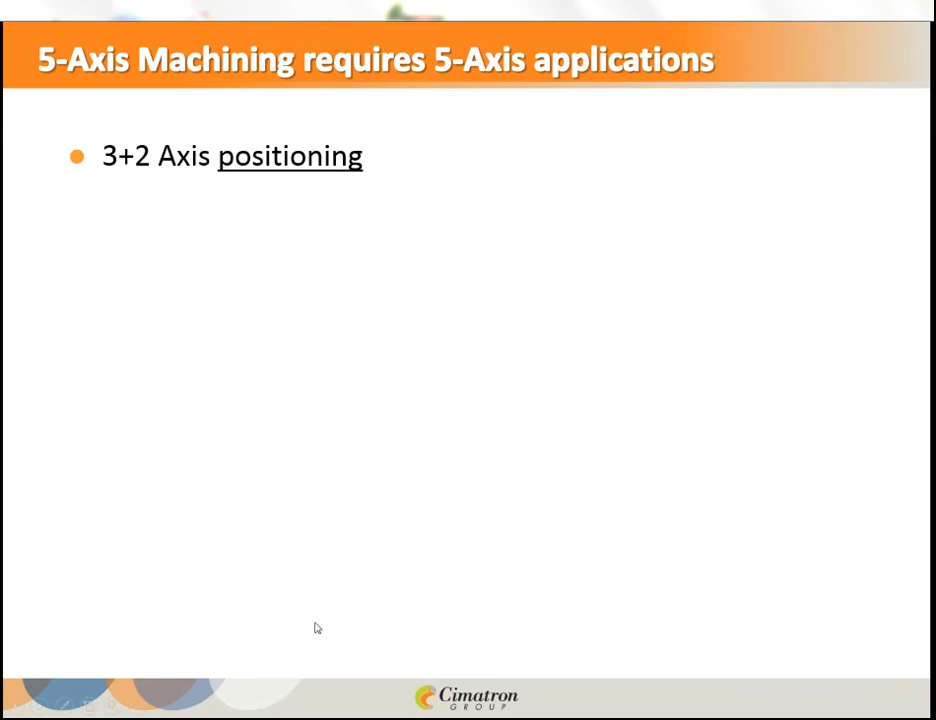 5-Axis Machining requires 5-Axis applications
3+2 Axis positioning
Cimatron
GROUP